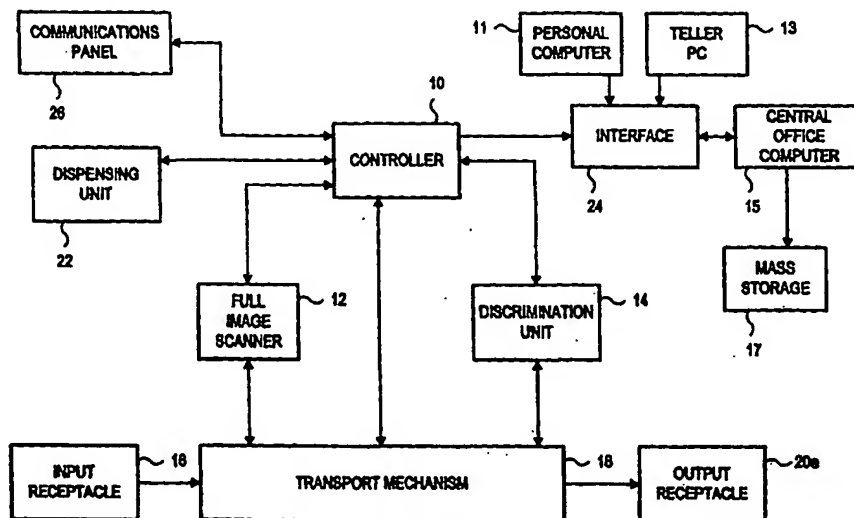 COMMUNICATIONS
PANEL
26
DISPENSING
UNIT
22
10
CONTROLLER
11
PERSONAL
COMPUTER
13
TELLER
PC
INTERFACE
24
CENTRAL
OFFICE
COMPUTER
15
MASS
STORAGE
17
FULL
IMAGE
SCANNER
12
DISCRIMINATION
UNIT
14
INPUT
RECEPTACLE
16
TRANSPORT MECHANISM
18
OUTPUT
RECEPTACLE
20a